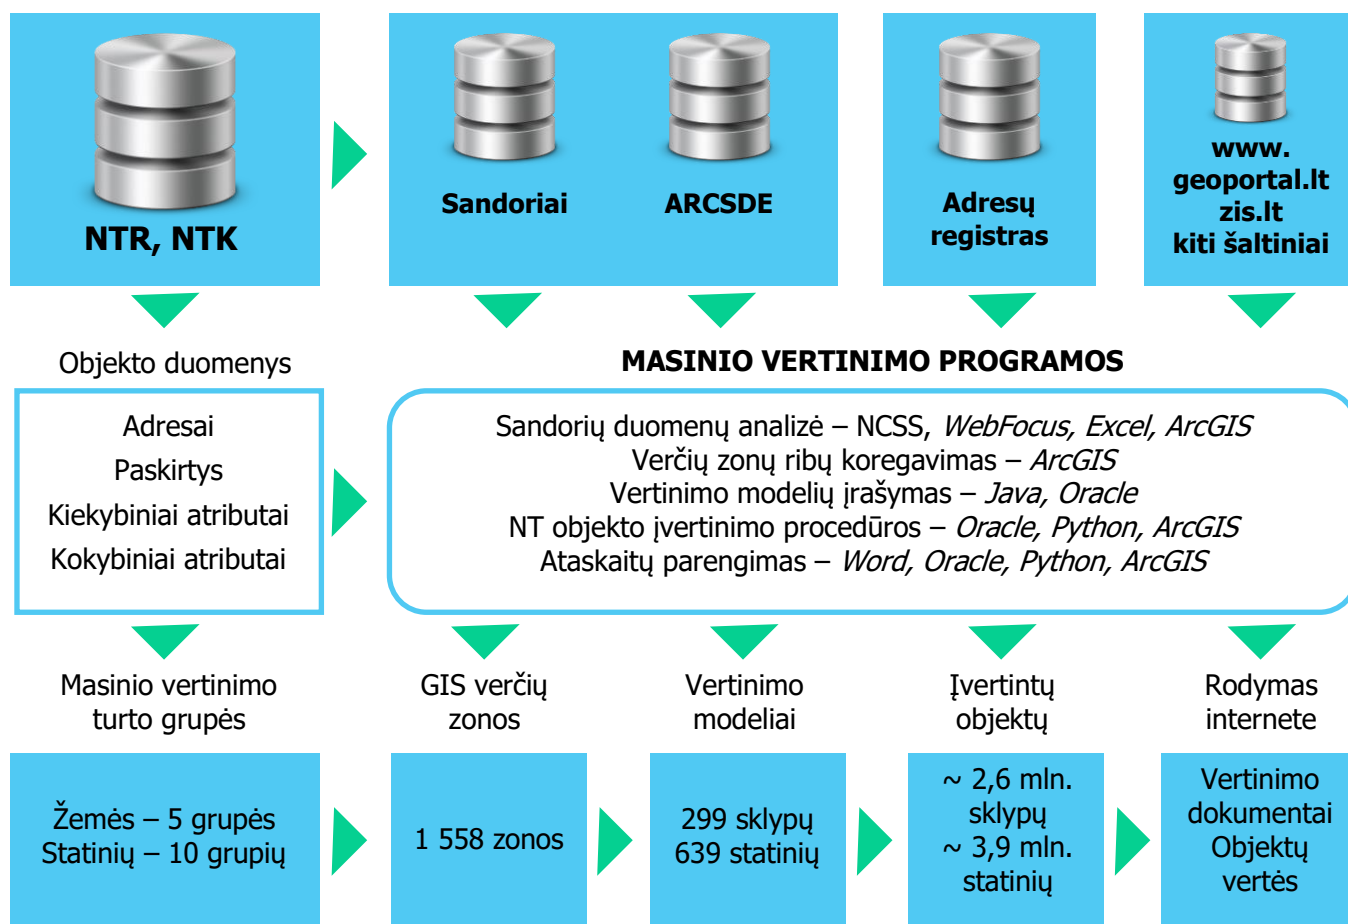 NTR, NTK
Sandoriai
ARCSDE
Adresų
registras
www.
geoportal.lt
zis.lt
kiti šaltiniai
Objekto duomenys
Adresai
Paskirtys
Kiekybiniai atributai
Kokybiniai atributai
MASINIO VERTINIMO PROGRAMOS
Sandorių duomenų analizė – NCSS, WebFocus, Excel, ArcGIS
Verčių zonų ribų koregavimas – ArcGIS
Vertinimo modelių įrašymas – Java, Oracle
NT objekto įvertinimo procedūros – Oracle, Python, ArcGIS
Ataskaitų parengimas – Word, Oracle, Python, ArcGIS
Masinio vertinimo
turto grupės
GIS verčių
zonos
Vertinimo
modeliai
Įvertintų
objektų
Rodymas
internete
Žemės – 5 grupės
Statinių – 10 grupių
1 558 zonos
299 sklypų
639 statinių
~ 2,6 mln.
sklypų
~ 3,9 mln.
statinių
Vertinimo
dokumentai
Objektų
vertės